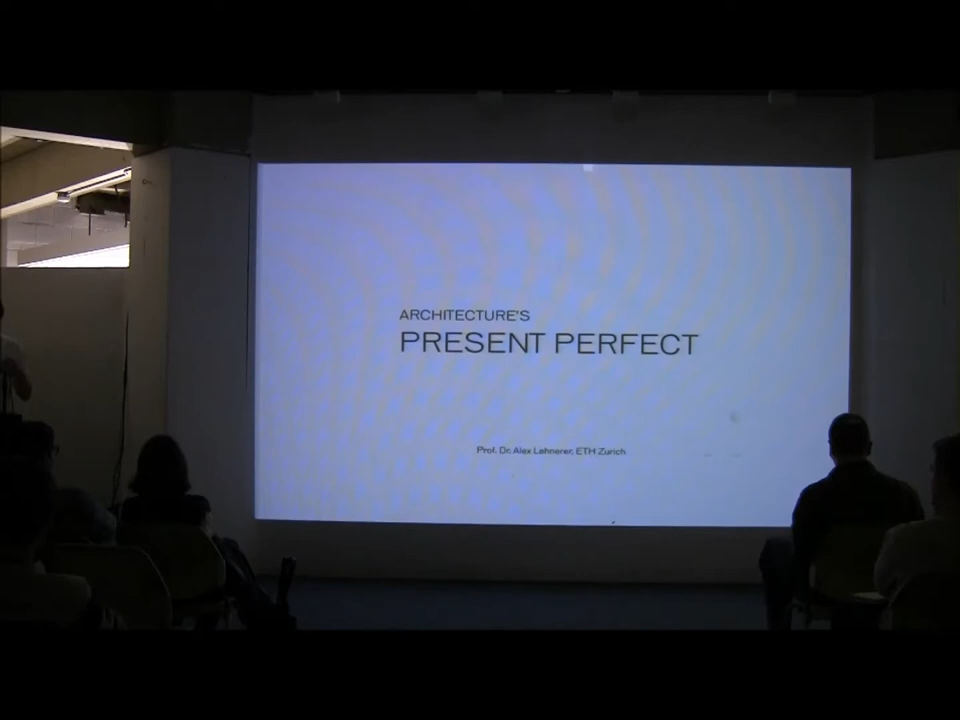 ARCHITECTURE'S
PRESENT PERFECT
Prof. Dr. Alex Lehnerer, ETH Zurich